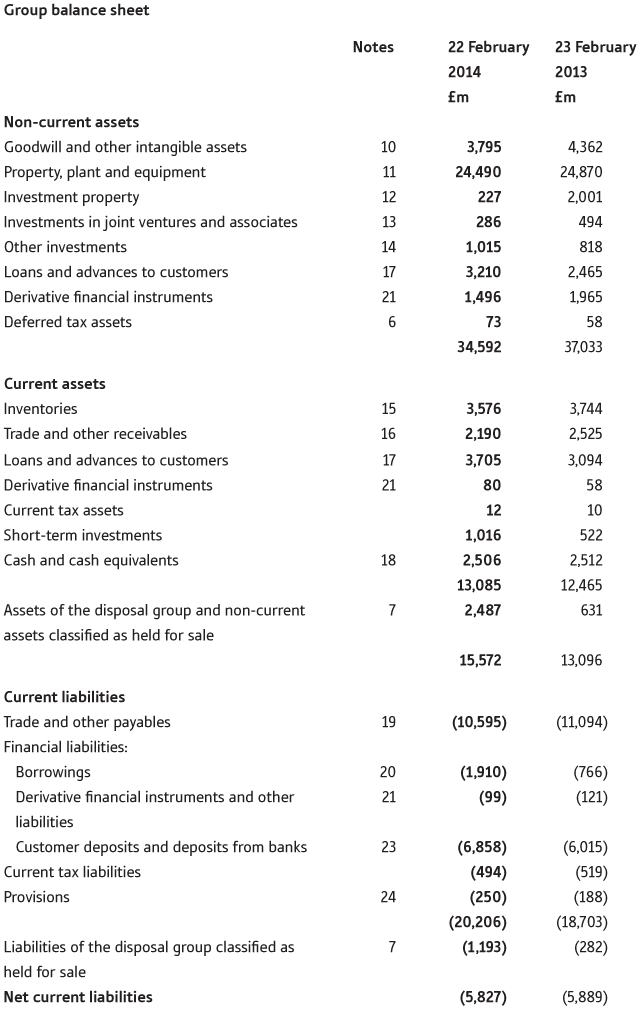 Group balance sheet
Notes 22 February 23 February
2014 2013
£m £m
Non-current assets
Goodwill and other intangible assets 10 3,795 4,362
Property, plant and equipment 11 24,490 24,870
Investment property 12 227 2,001
Investments in joint ventures and associates 13 286 494
Other investments 14 1,015 818
Loans and advances to customers 17 3,210 2,465
Derivative financial instruments 21 1,496 1,965
Deferred tax assets 6 73 58
34,592 37,033
Current assets
Inventories 15 3,576 3,744
Trade and other receivables 16 2,190 2,525
Loans and advances to customers 17 3,705 3,094
Derivative financial instruments 21 80 58
Current tax assets 12 10
Short-term investments 1,016 522
Cash and cash equivalents 18 2,506 2,512
13,085 12,465
Assets of the disposal group and non-current 7 2,487 631
assets classified as held for sale
15,572 13,096
Current liabilities
Trade and other payables 19 (10,595) (11,094)
Financial liabilities:
Borrowings 20 (1,910) (766)
Derivative financial instruments and other 21 (99) (121)
liabilities
Customer deposits and deposits from banks 23 (6,858) (6,015)
Current tax liabilities (494) (519)
Provisions 24 (250) (188)
(20,206) (18,703)
Liabilities of the disposal group classified as 7 (1,193) (282)
held for sale
Net current liabilities (5,827) (5,889)